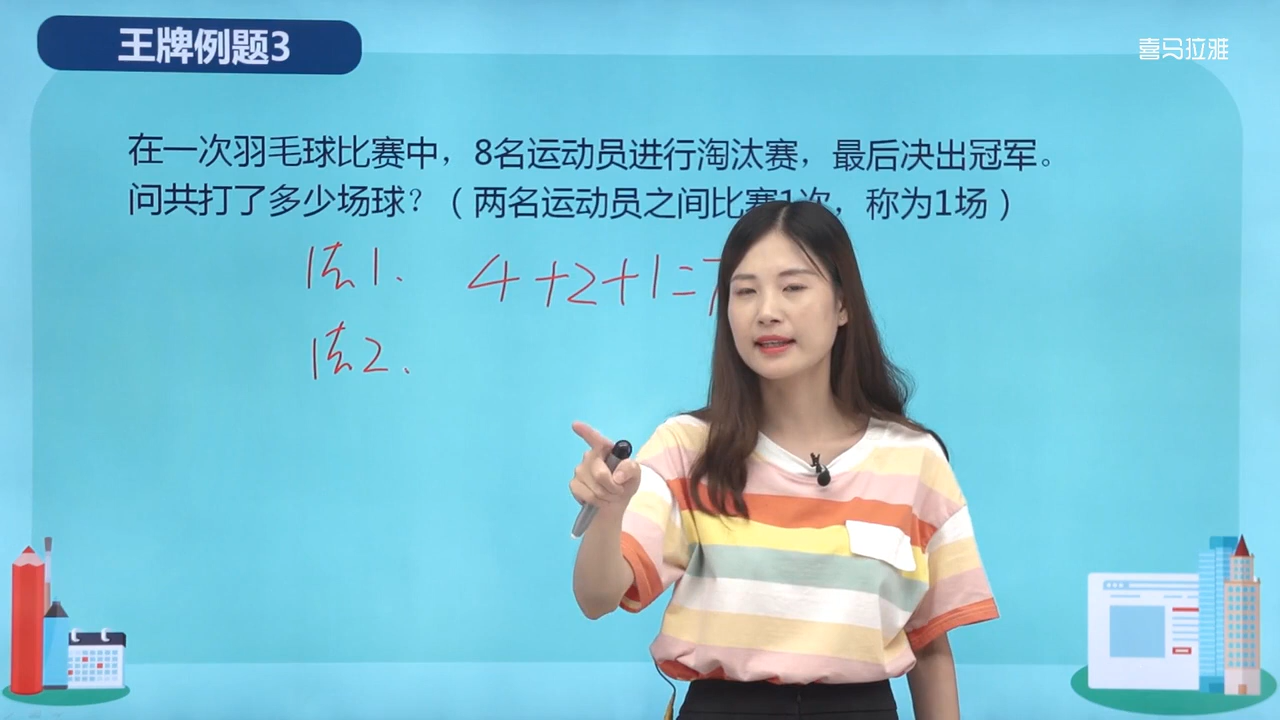 王牌例题3
喜马拉雅
在一次羽毛球比赛中，8名运动员进行淘汰赛，最后决出冠军。
问共打了多少场球？（两名运动员之间比赛1次，称为1场）
法1. 4+2+1=7
法2.